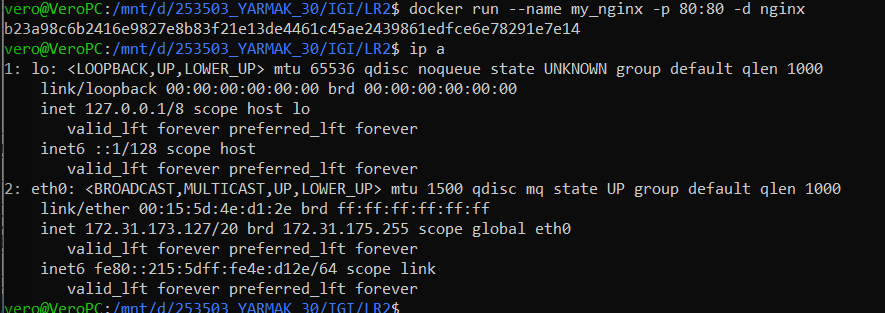 vero@VeroPC:/mnt/d/253503_YARMAK_30/IGI/LR2$ docker run --name my_nginx -p 80:80 -d nginx
b23a98c6b2416e9827e8b83f21e13de4461c45ae2439861edfce6e78291e7e14
vero@VeroPC:/mnt/d/253503_YARMAK_30/IGI/LR2$ ip a
1: lo: <LOOPBACK,UP,LOWER_UP> mtu 65536 qdisc noqueue state UNKNOWN group default qlen 1000
    link/loopback 00:00:00:00:00:00 brd 00:00:00:00:00:00
    inet 127.0.0.1/8 scope host lo
       valid_lft forever preferred_lft forever
    inet6 ::1/128 scope host
       valid_lft forever preferred_lft forever
2: eth0: <BROADCAST,MULTICAST,UP,LOWER_UP> mtu 1500 qdisc mq state UP group default qlen 1000
    link/ether 00:15:5d:4e:d1:2e brd ff:ff:ff:ff:ff:ff
    inet 172.31.173.127/20 brd 172.31.175.255 scope global eth0
       valid_lft forever preferred_lft forever
    inet6 fe80::215:5dff:fe4e:d12e/64 scope link
       valid_lft forever preferred_lft forever
vero@VeroPC:/mnt/d/253503_YARMAK_30/IGI/LR2$